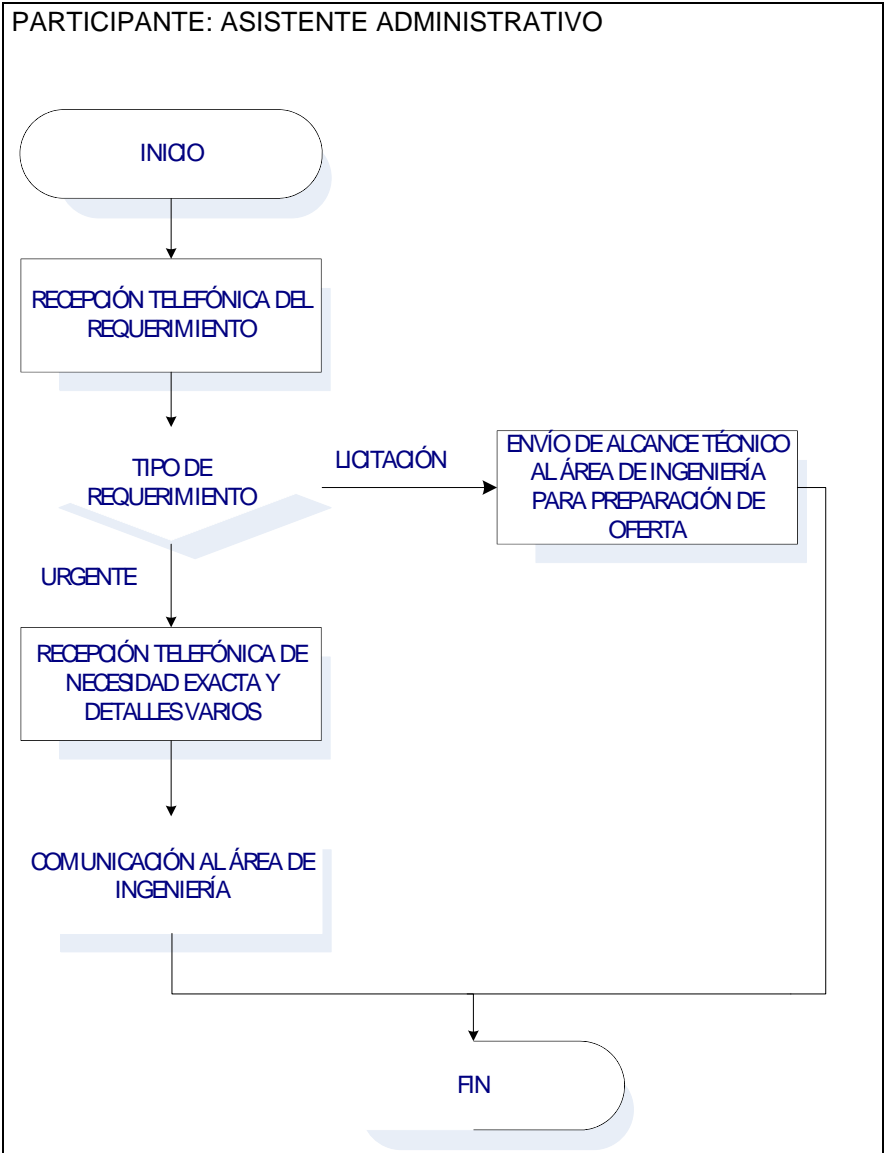 PARTICIPANTE: ASISTENTE ADMINISTRATIVO
INICIO
RECEPCIÓN TELEFÓNICA DEL
REQUERIMIENTO
TIPO DE
REQUERIMIENTO
LICITACIÓN
ENVÍO DE ALCANCE TÉCNICO
AL ÁREA DE INGENIERÍA
PARA PREPARACIÓN DE
OFERTA
URGENTE
RECEPCIÓN TELEFÓNICA DE
NECESIDAD EXACTA Y
DETALLES VARIOS
COMUNICACIÓN AL ÁREA DE
INGENIERÍA
FIN